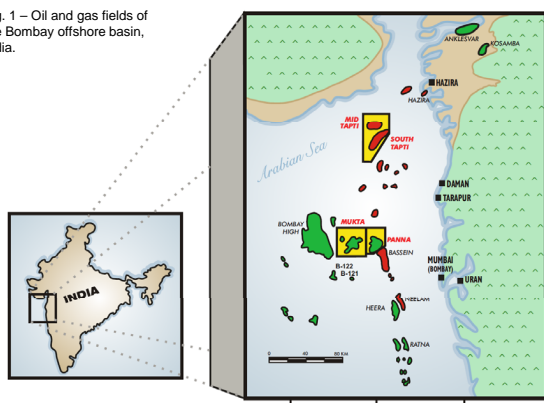 g. 1 – Oil and gas fields of
e Bombay offshore basin,
dia.
ANKLESVAR
KOSAMBA
HAZIRA
HAZIRA
MID
TAPTI
SOUTH
TAPTI
Arabian Sea
DAMAN
TARAPUR
BOMBAY
HIGH
MUKTA
PANNA
BASSEIN
B-122
B-121
MUMBAI
(BOMBAY)
URAN
INDIA
NEELAM
HEERA
RATNA
0 40 80 Km